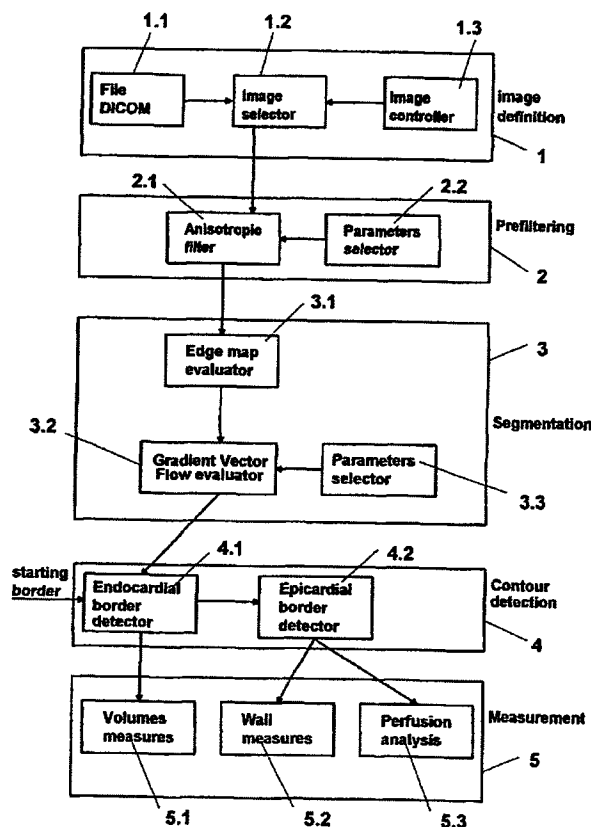 1.1
1.2
1.3
File
DICOM
Image
selector
Image
controller
image
definition
1
2.1
2.2
Anisotropic
filter
Parameters
selector
Prefiltering
2
3.1
3
Edge map
evaluator
Segmentation
3.2
Gradient Vector
Flow evaluator
Parameters
selector
3.3
4.1
4.2
starting
border
Endocardial
border
detector
Epicardial
border
detector
Contour
detection
4
Volumes
measures
Wall
measures
Perfusion
analysis
Measurement
5
5.1
5.2
5.3